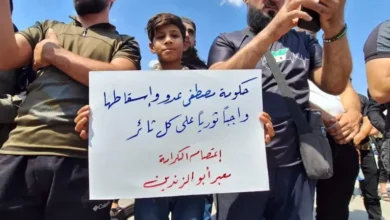 حكومة مصطفى عدو وإسقاطها
واجباً ثورياً على كل ثائر
إعتصام الكرامة
معبر أبو الزندين